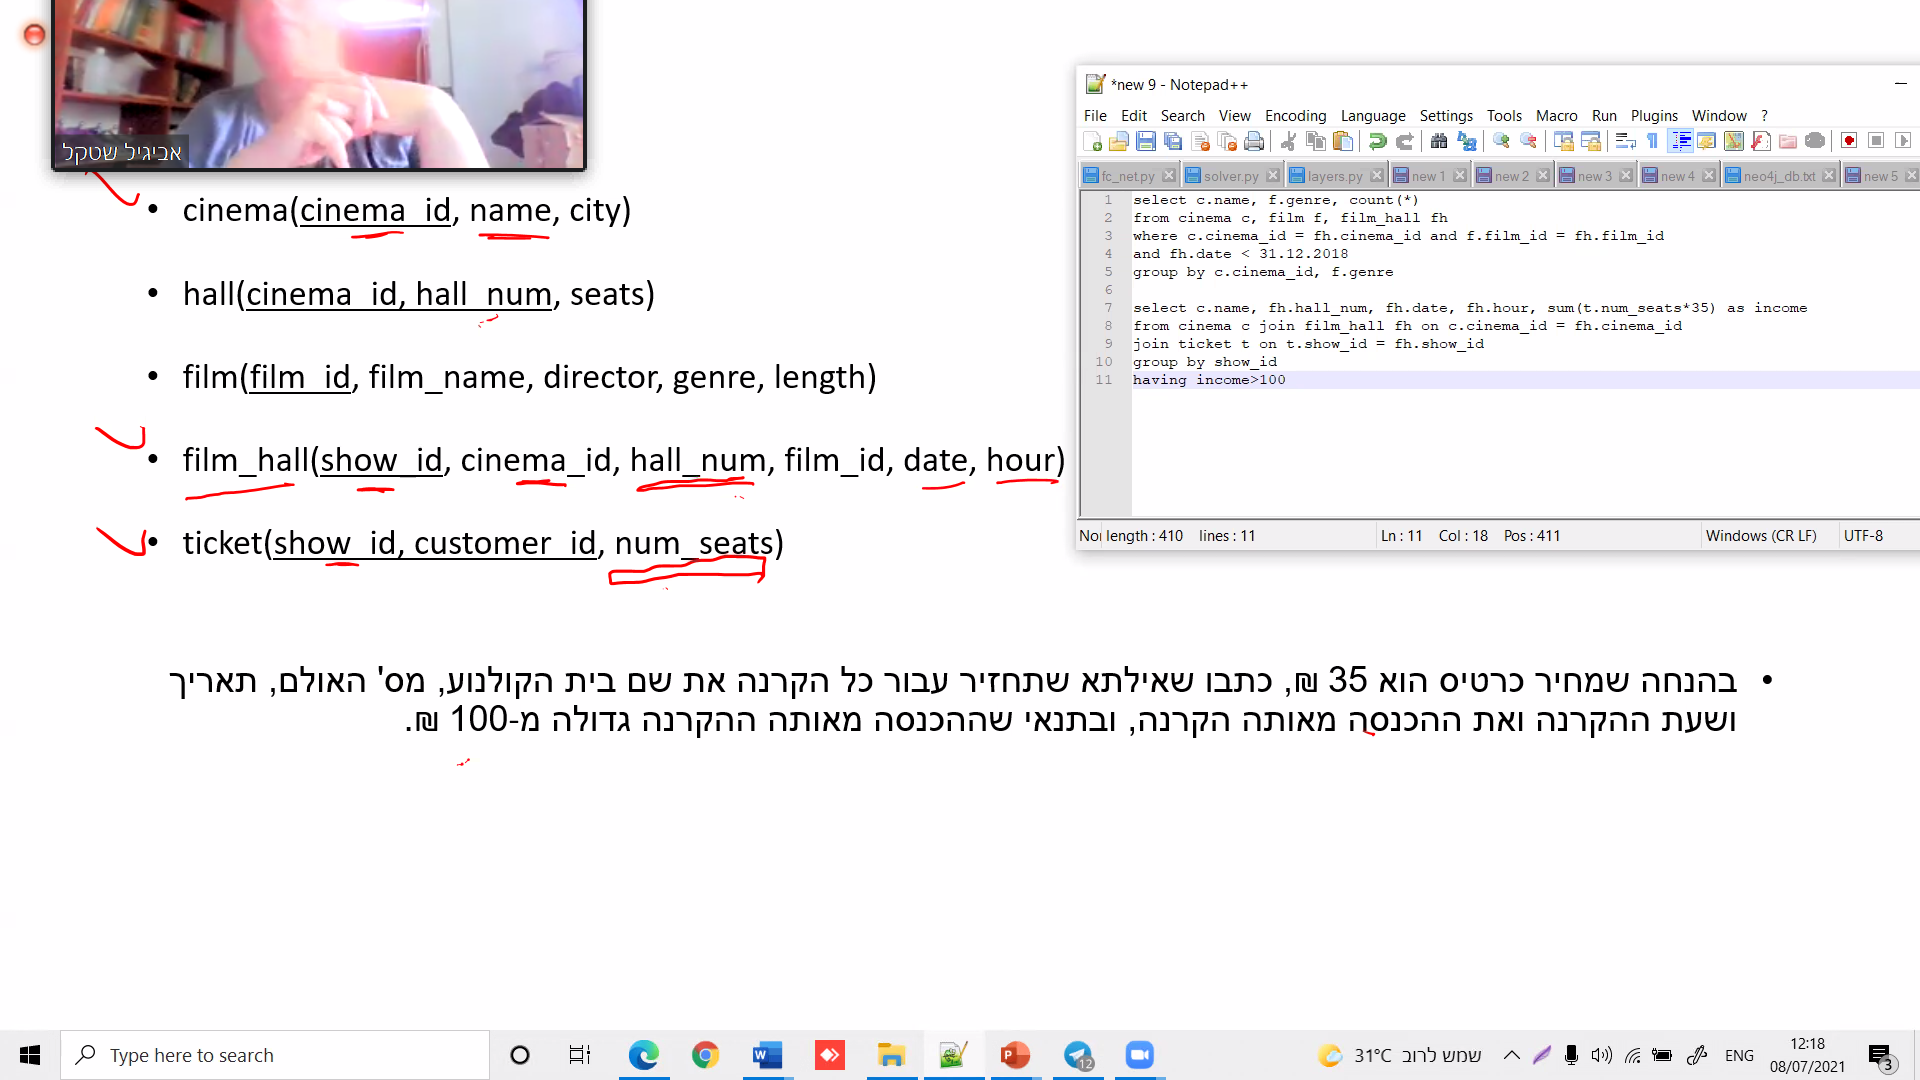 אביגיל שטקל
• cinema(cinema_id, name, city)
• hall(cinema_id, hall_num, seats)
• film(film_id, film_name, director, genre, length)
• film_hall(show_id, cinema_id, hall_num, film_id, date, hour)
• ticket(show_id, customer_id, num_seats)
• בהנחה שמחיר כרטיס הוא 35 ₪, כתבו שאילתא שתחזיר עבור כל הקרנה את שם בית הקולנוע, מס' האולם, תאריך
ושעת ההקרנה ואת ההכנסה מאותה הקרנה, ובתנאי שההכנסה מאותה ההקרנה גדולה מ-100 ₪.
*new 9 - Notepad++
File Edit Search View Encoding Language Settings Tools Macro Run Plugins Window ?
fc_net.py solver.py layers.py new 1 new 2 new 3 new 4 neo4j_db.txt new 5
1 select c.name, f.genre, count(*)
2 from cinema c, film f, film_hall fh
3 where c.cinema_id = fh.cinema_id and f.film_id = fh.film_id
4 and fh.date < 31.12.2018
5 group by c.cinema_id, f.genre
6
7 select c.name, fh.hall_num, fh.date, fh.hour, sum(t.num_seats*35) as income
8 from cinema c join film_hall fh on c.cinema_id = fh.cinema_id
9 join ticket t on t.show_id = fh.show_id
10 group by show_id
11 having income>100
Noı length : 410 lines : 11 Ln : 11 Col : 18 Pos : 411 Windows (CR LF) UTF-8
Type here to search
12
31°C שמש לרוב
ENG
12:18
08/07/2021
3